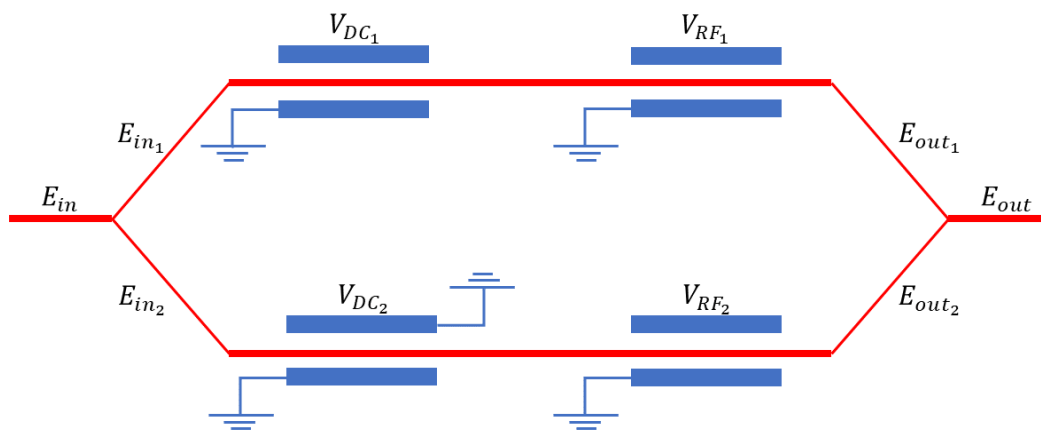 V_{DC_1}
V_{RF_1}
E_{in_1}
E_{out_1}
E_{in}
E_{out}
E_{in_2}
V_{DC_2}
V_{RF_2}
E_{out_2}